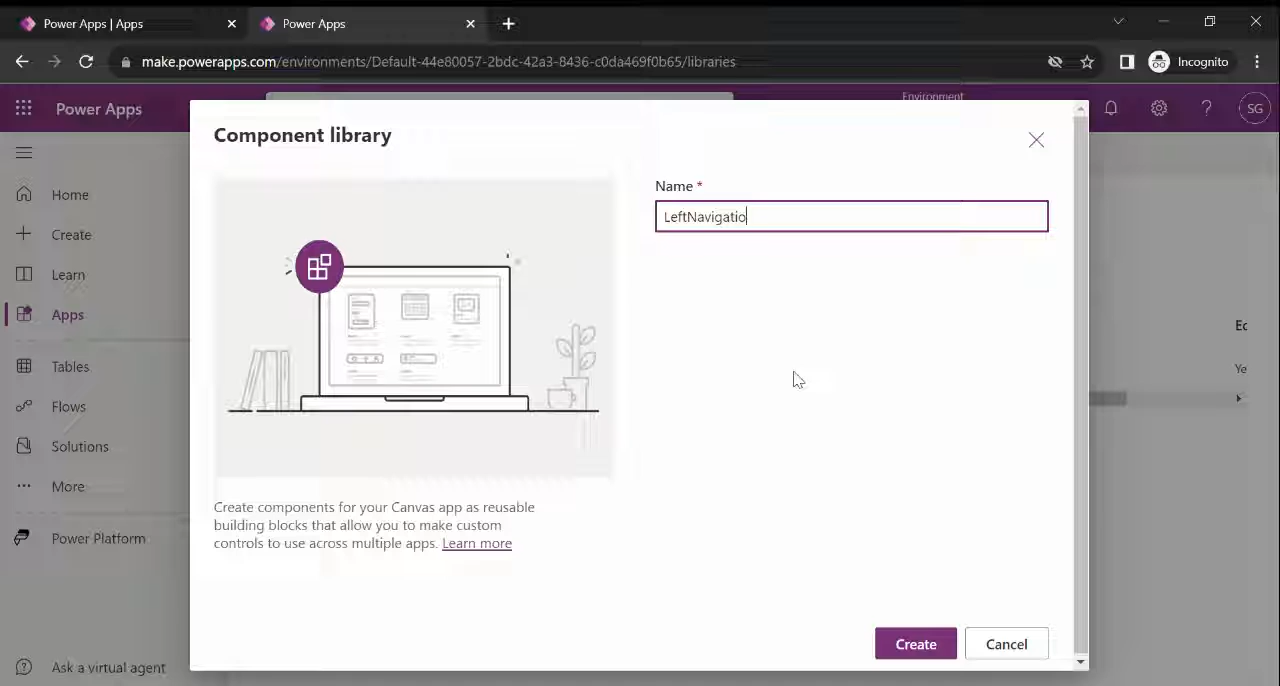 Power Apps | Apps
Power Apps
make.powerapps.com/environments/Default-44e80057-2bdc-42a3-8436-c0da469f0b65/libraries
Incognito
Power Apps
Environment
SG
Component library
Name *
LeftNavigatio
Home
Create
Learn
Apps
Tables
Flows
Solutions
More
Power Platform
Ask a virtual agent
Create components for your Canvas app as reusable
building blocks that allow you to make custom
controls to use across multiple apps. Learn more
Create
Cancel
Ec
Ye